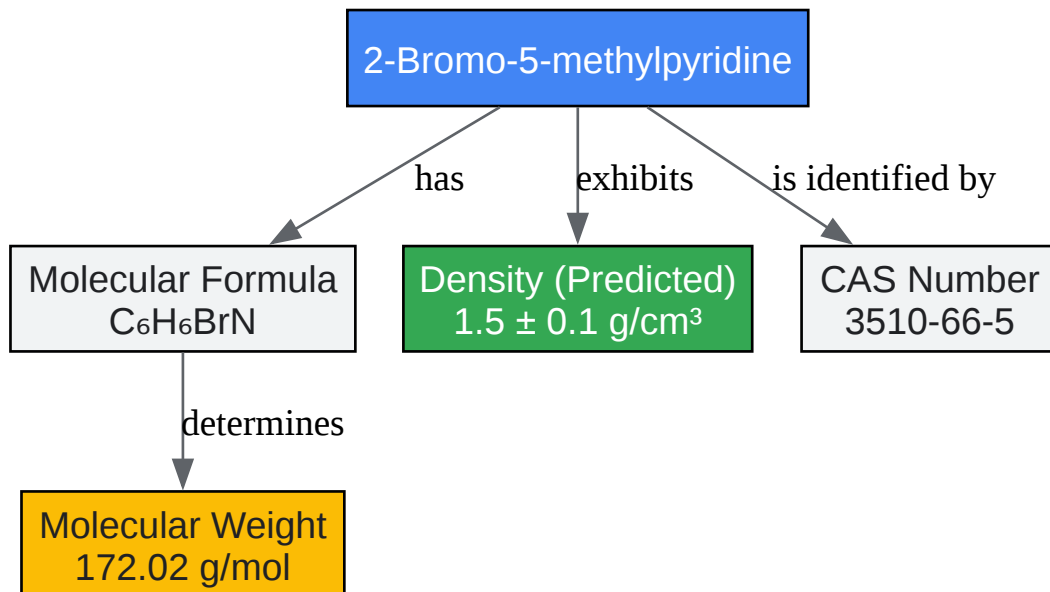 2-Bromo-5-methylpyridine
has
exhibits
is identified by
Molecular Formula
C₆H₆BrN
Density (Predicted)
1.5 ± 0.1 g/cm³
CAS Number
3510-66-5
determines
Molecular Weight
172.02 g/mol